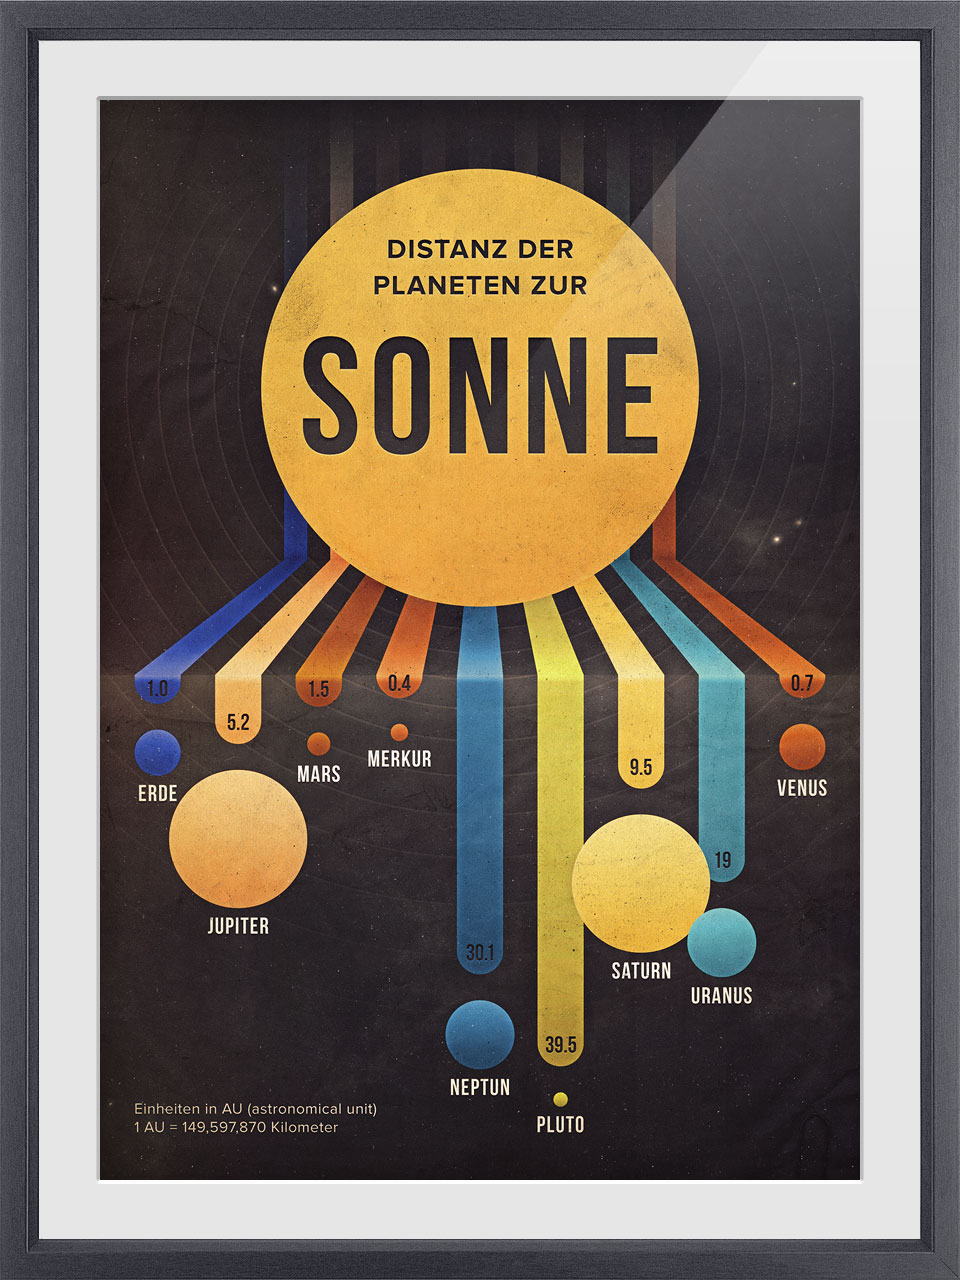 DISTANZ DER
PLANETEN ZUR
SONNE
1.0
5.2
1.5
0.4
30.1
39.5
9.5
19
0.7
ERDE
JUPITER
MARS
MERKUR
NEPTUN
PLUTO
SATURN
URANUS
VENUS
Einheiten in AU (astronomical unit)
1 AU = 149,597,870 Kilometer